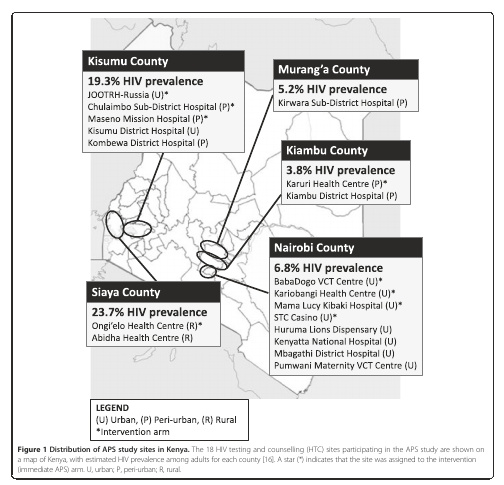 Kisumu County
19.3% HIV prevalence
JOOTRH-Russia (U)*
Chulaimbo Sub-District Hospital (P)*
Maseno Mission Hospital (P)*
Kisumu District Hospital (U)
Kombewa District Hospital (P)
Murang'a County
5.2% HIV prevalence
Kirwara Sub-District Hospital (P)
Kiambu County
3.8% HIV prevalence
Karuri Health Centre (P)*
Kiambu District Hospital (P)
Nairobi County
6.8% HIV prevalence
BabaDogo VCT Centre (U)*
Kariobangi Health Centre (U)*
Mama Lucy Kibaki Hospital (U)*
STC Casino (U)*
Huruma Lions Dispensary (U)
Kenyatta National Hospital (U)
Mbagathi District Hospital (U)
Pumwani Maternity VCT Centre (U)
Siaya County
23.7% HIV prevalence
Ongi'elo Health Centre (R)*
Abidha Health Centre (R)
LEGEND
(U) Urban, (P) Peri-urban, (R) Rural
*Intervention arm
Figure 1 Distribution of APS study sites in Kenya. The 18 HIV testing and counselling (HTC) sites participating in the APS study are shown on
a map of Kenya, with estimated HIV prevalence among adults for each county [16]. A star (*) indicates that the site was assigned to the intervention
(immediate APS) arm. U, urban; P, peri-urban; R, rural.